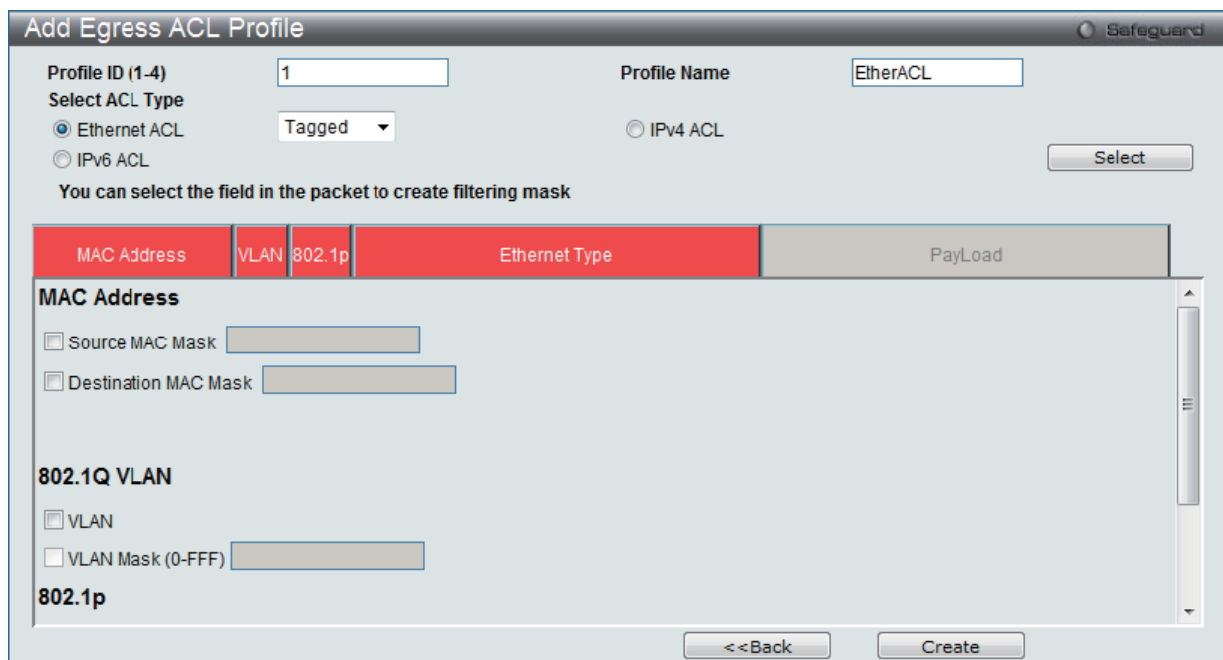 Add Egress ACL Profile
Safeguard
Profile ID (1-4) 1 Profile Name EtherACL
Select ACL Type
Ethernet ACL Tagged IPv4 ACL
IPv6 ACL
Select
You can select the field in the packet to create filtering mask
MAC Address VLAN 802.1p Ethernet Type PayLoad
MAC Address
Source MAC Mask
Destination MAC Mask
802.1Q VLAN
VLAN
VLAN Mask (0-FFF)
802.1p
<<Back Create